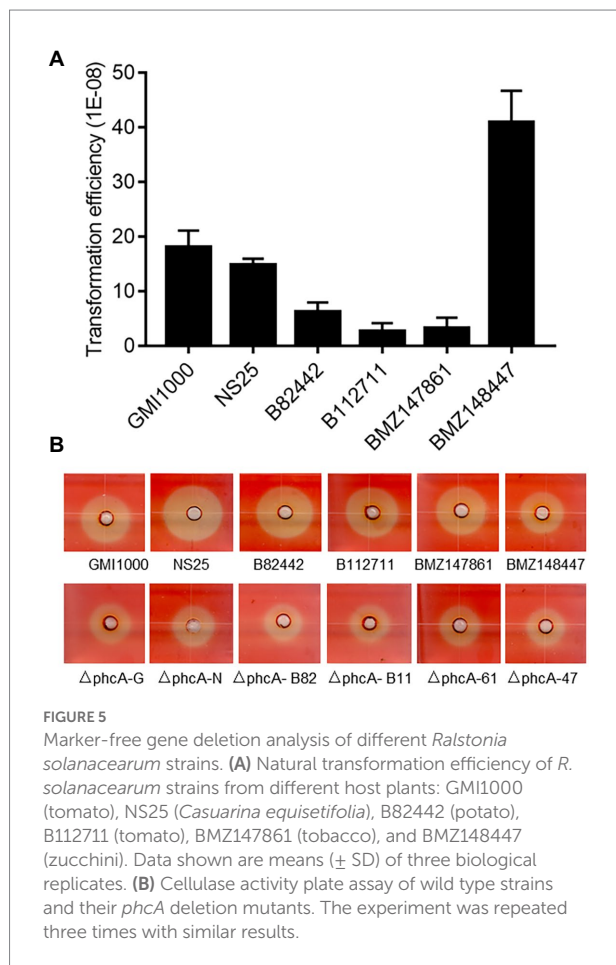 A
Transformation efficiency (1E-08)
50
40
30
20
10
0
GMI1000
NS25
B82442
B112711
BMZ147861
BMZ148447
B
GMI1000 NS25 B82442 B112711 BMZ147861 BMZ148447
△phcA-G △phcA-N △phcA- B82 △phcA- B11 △phcA-61 △phcA-47
FIGURE 5
Marker-free gene deletion analysis of different Ralstonia
solanacearum strains. (A) Natural transformation efficiency of R.
solanacearum strains from different host plants: GMI1000
(tomato), NS25 (Casuarina equisetifolia), B82442 (potato),
B112711 (tomato), BMZ147861 (tobacco), and BMZ148447
(zucchini). Data shown are means (± SD) of three biological
replicates. (B) Cellulase activity plate assay of wild type strains
and their phcA deletion mutants. The experiment was repeated
three times with similar results.